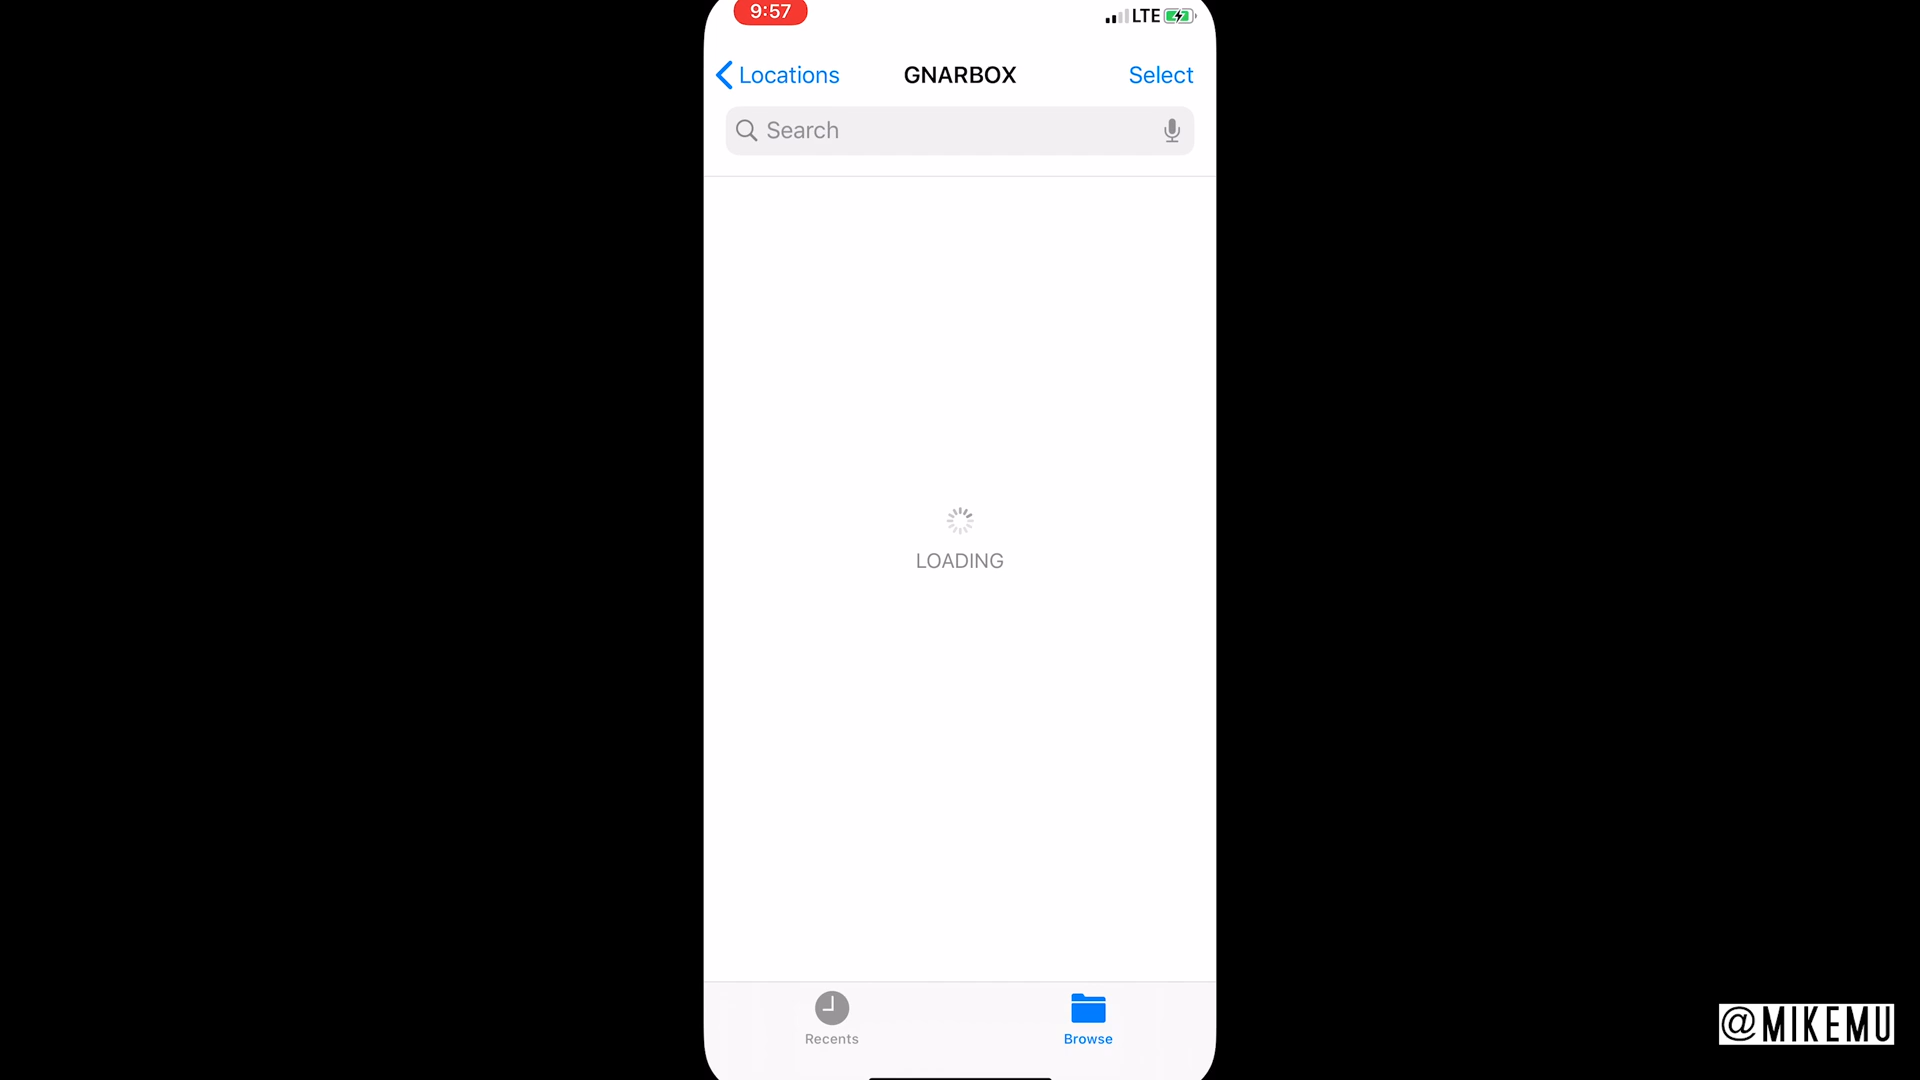 9:57
LTE
Locations
GNARBOX
Select
Search
LOADING
Recents
Browse
@MIKEMU